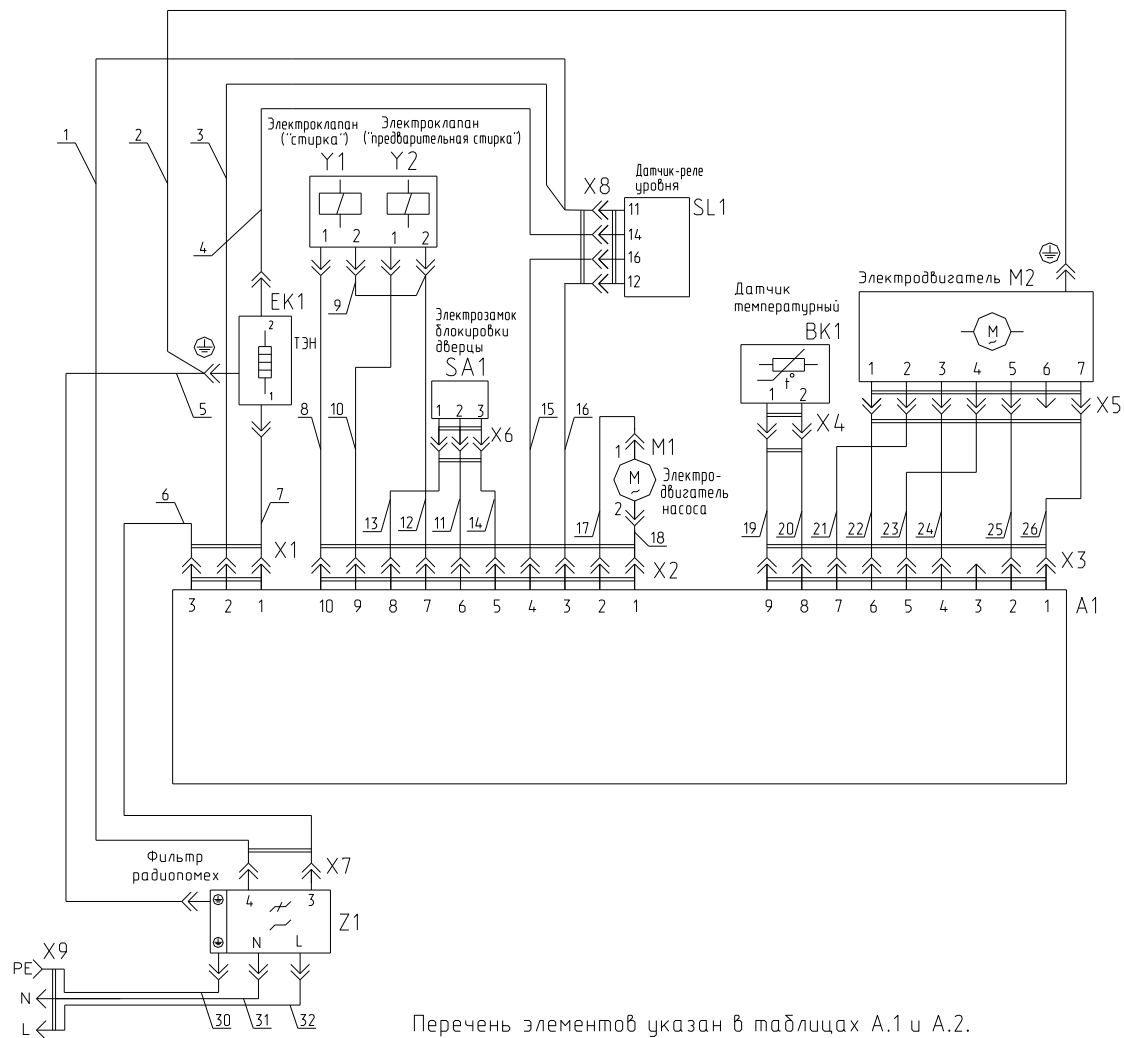 Электроклапан Электроклапан
("стирка") ("предварительная стирка")
1 2 3 Y1 Y2
Датчик-реле
уровня
X8 SL1
11
14
16
12
4
1 2 1 2
9
Датчик
температурный
BK1
Электродвигатель M2
M
~
EK1
2
ТЭН
1
Электрозамок
блокировки
дверцы
SA1
1 2 3
X6
t°
1 2
X4
1 2 3 4 5 6 7
X5
5 8 10 15 16
1 M1
M
~
2
Электро-
двигатель
насоса
6 7 13 12 11 14 17 18
19 20 21 22 23 24 25 26
X1 X2 X3
3 2 1 10 9 8 7 6 5 4 3 2 1 9 8 7 6 5 4 3 2 1 A1
Фильтр
радиопомех
X7
4 3
Z1
N L
X9
PE
N
L
30 31 32
Перечень элементов указан в таблицах А.1 и А.2.